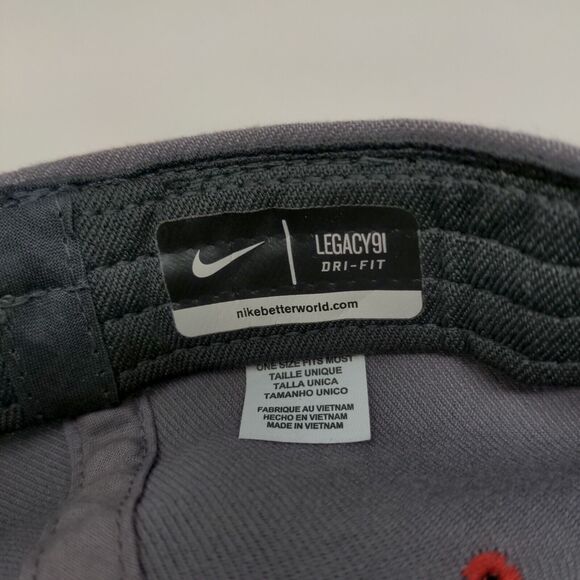 LEGACY91
DRI-FIT
nikebetterworld.com
ONE SIZE FITS MOST
TAILLE UNIQUE
TALLA UNICA
TAMANHO UNICO
FABRIQUE AU VIETNAM
HECHO EN VIETNAM
MADE IN VIETNAM